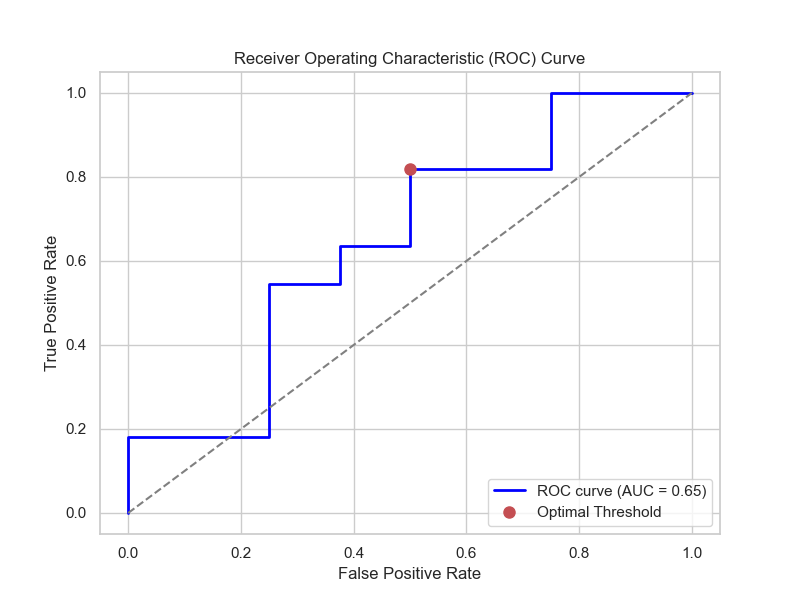 Receiver Operating Characteristic (ROC) Curve
True Positive Rate
1.0
0.8
0.6
0.4
0.2
0.0
0.0 0.2 0.4 0.6 0.8 1.0
False Positive Rate
ROC curve (AUC = 0.65)
Optimal Threshold